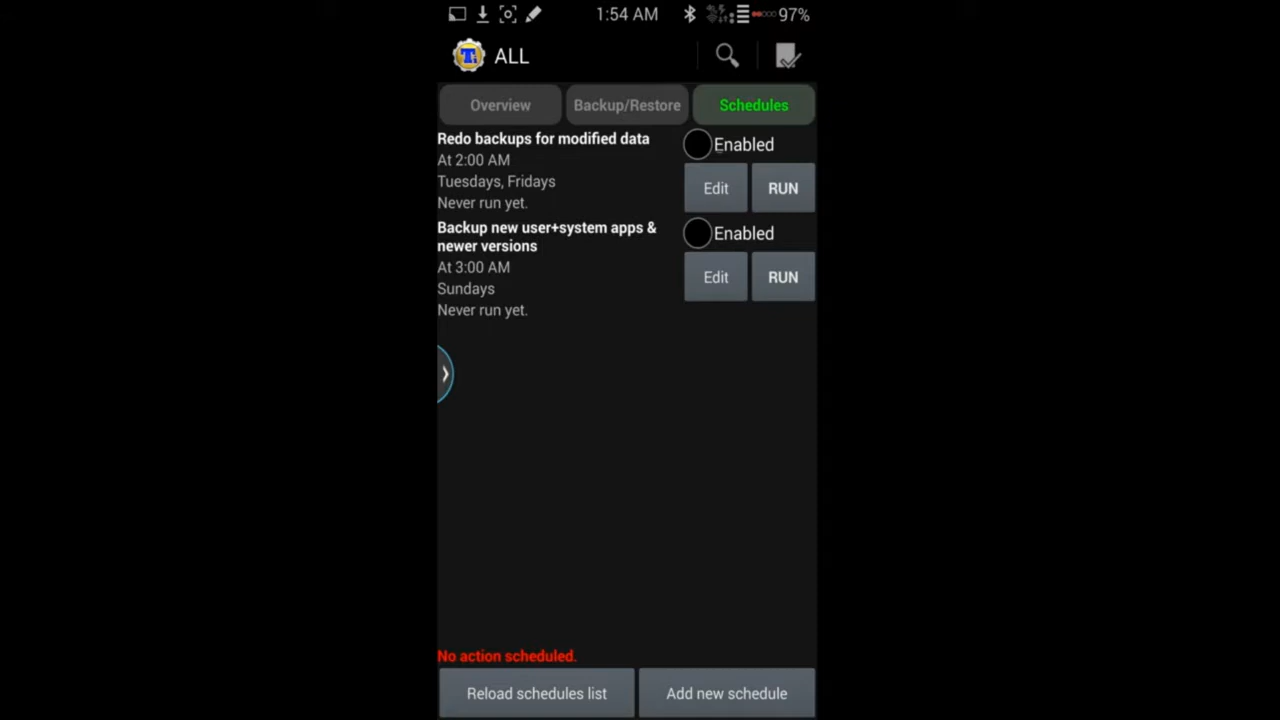 1:54 AM
97%
ALL
Overview
Backup/Restore
Schedules
Redo backups for modified data
At 2:00 AM
Tuesdays, Fridays
Never run yet.
Enabled
Edit
RUN
Backup new user+system apps &
newer versions
At 3:00 AM
Sundays
Never run yet.
Enabled
Edit
RUN
No action scheduled.
Reload schedules list
Add new schedule